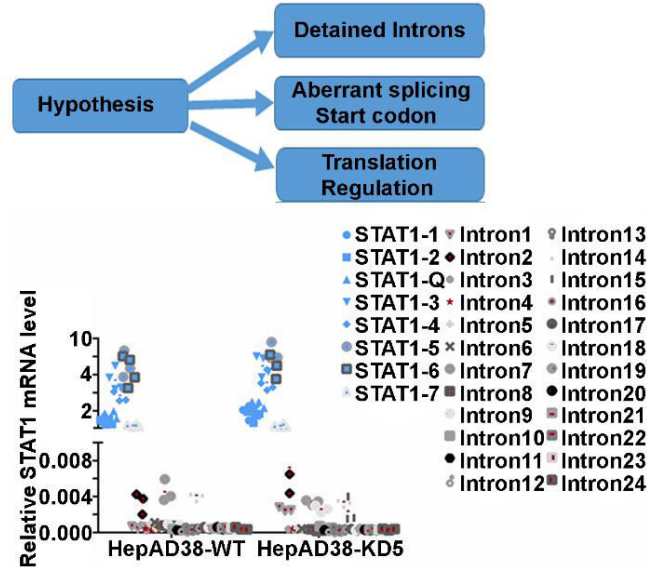 Detained Introns
Hypothesis
Aberrant splicing
Start codon
Translation
Regulation
STAT1-1 Intron1 Intron13
STAT1-2 Intron2 Intron14
STAT1-Q Intron3 Intron15
STAT1-3 Intron4 Intron16
STAT1-4 Intron5 Intron17
STAT1-5 Intron6 Intron18
STAT1-6 Intron7 Intron19
STAT1-7 Intron8 Intron20
Intron9 Intron21
Intron10 Intron22
Intron11 Intron23
Intron12 Intron24
Relative STAT1 mRNA level
10
4
2
0.008
0.004
0.000
HepAD38-WT HepAD38-KD5